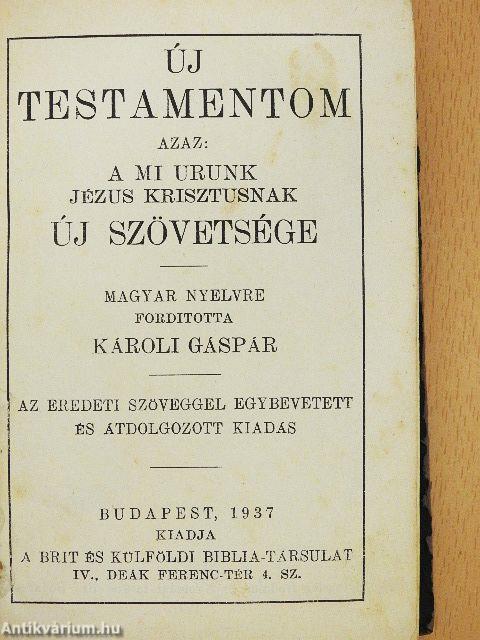 ÚJ
TESTAMENTOM
AZAZ:
A MI URUNK
JÉZUS KRISZTUSNAK
ÚJ SZÖVETSÉGE
MAGYAR NYELVRE
FORDITOTTA
KÁROLI GÁSPÁR
AZ EREDETI SZÖVEGGEL EGYBEVETETT
ÉS ÁTDOLGOZOTT KIADÁS
BUDAPEST, 1937
KIADJA
A BRIT ÉS KÜLFÖLDI BIBLIA-TÁRSULAT
IV., DEÁK FERENC-TÉR 4. SZ.
Antikvárium.hu